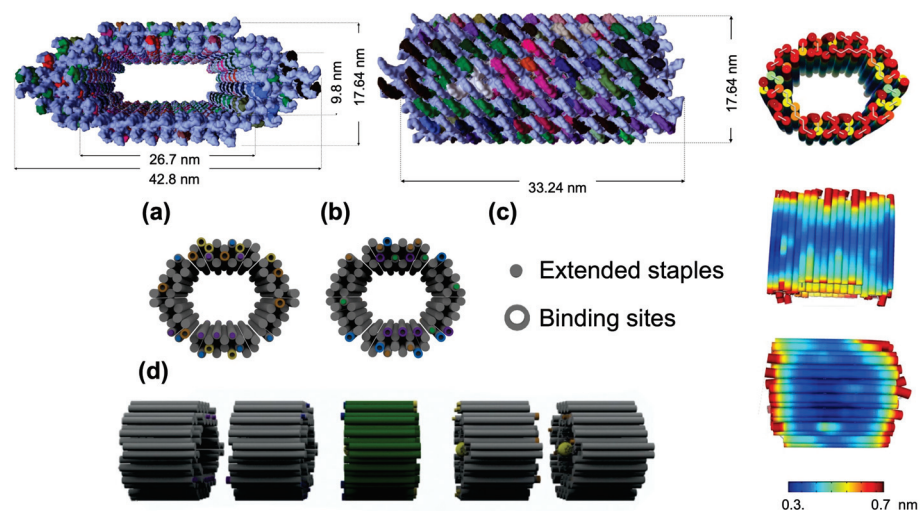 9.8 nm
17.64 nm
26.7 nm
42.8 nm
17.64 nm
33.24 nm
(a)
(b)
(c)
Extended staples
Binding sites
(d)
0.3.
0.7 nm